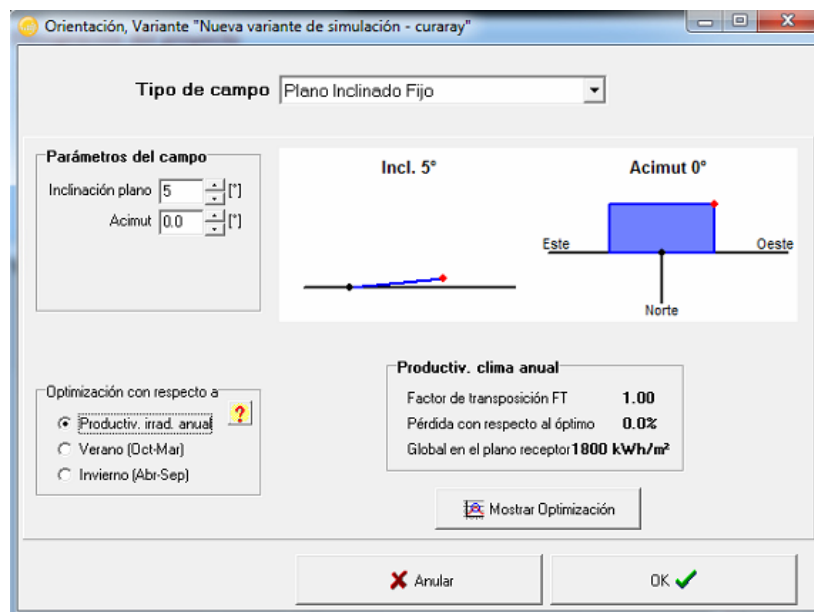 Orientación, Variante "Nueva variante de simulación - curaray"
Tipo de campo Plano Inclinado Fijo
Parámetros del campo
Inclinación plano 5 [°]
Acimut 0.0 [°]
Incl. 5°
Acimut 0°
Este
Oeste
Norte
Optimización con respecto a
?
Productiv. irrad. anual
Verano (Oct-Mar)
Invierno (Abr-Sep)
Productiv. clima anual
Factor de transposición FT 1.00
Pérdida con respecto al óptimo 0.0%
Global en el plano receptor 1800 kWh/m²
Mostrar Optimización
Anular
OK